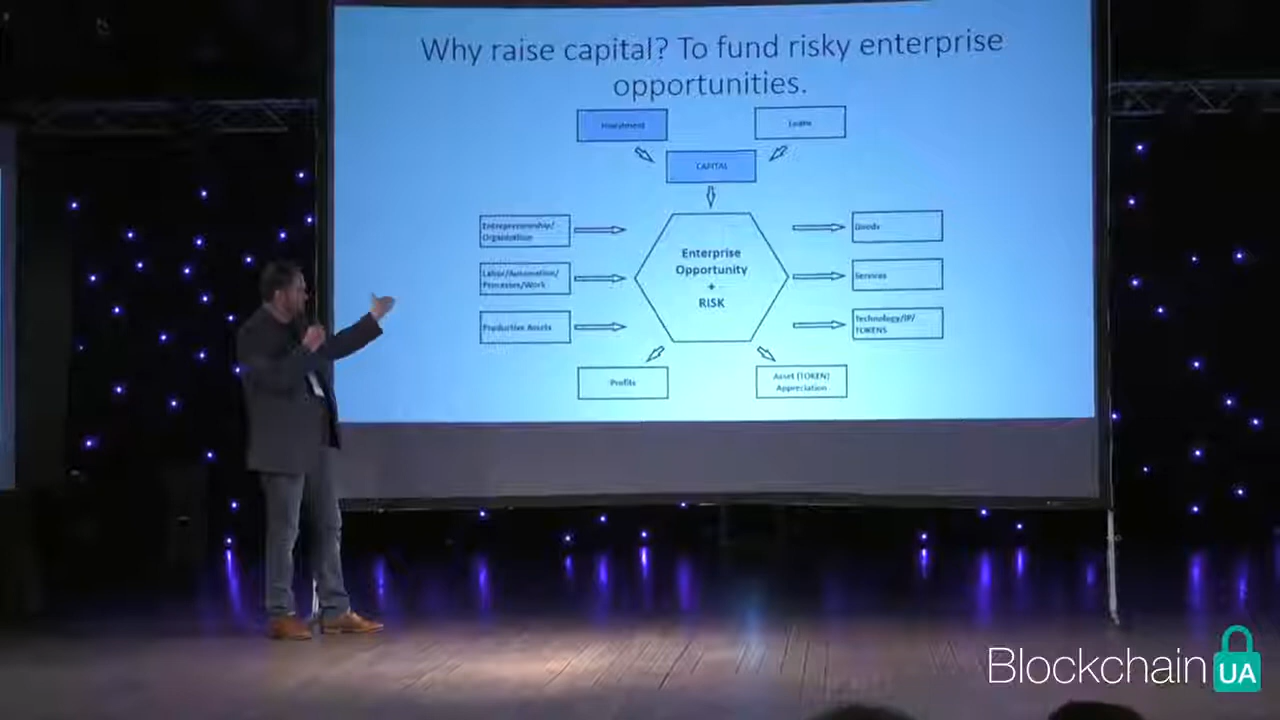 Why raise capital? To fund risky enterprise
opportunities.
Investment
Loans
CAPITAL
Entrepreneurship/
Organization
Labor/Automation/
Processes/Work
Productive Assets
Enterprise
Opportunity
+
RISK
Goods
Services
Technology/IP/
TOKENS
Profits
Asset (TOKEN)
Appreciation
Blockchain UA